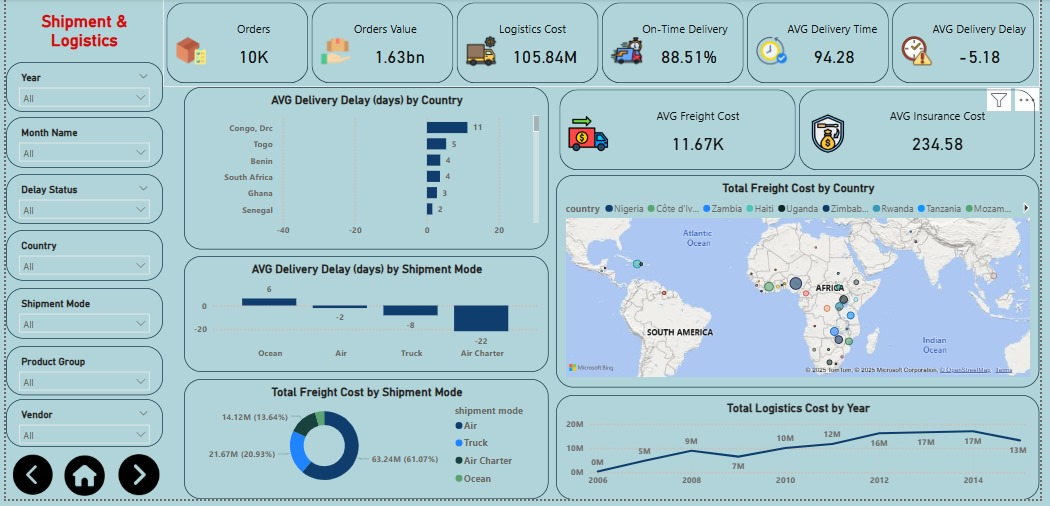 Shipment &
Logistics
Year
All
Month Name
All
Delay Status
All
Country
All
Shipment Mode
All
Product Group
All
Vendor
All
Orders
10K
Orders Value
1.63bn
Logistics Cost
105.84M
On-Time Delivery
88.51%
AVG Delivery Time
94.28
AVG Delivery Delay
-5.18
AVG Delivery Delay (days) by Country
Congo, Drc
11
Togo
5
Benin
4
South Africa
4
Ghana
3
Senegal
2
-40
-20
0
20
AVG Delivery Delay (days) by Shipment Mode
0
-20
6
-2
-8
-22
Ocean
Air
Truck
Air Charter
Total Freight Cost by Shipment Mode
14.12M (13.64%)
21.67M (20.93%)
63.24M (61.07%)
shipment mode
Air
Truck
Air Charter
Ocean
AVG Freight Cost
11.67K
AVG Insurance Cost
234.58
Total Freight Cost by Country
country Nigeria Côte d'Iv... Zambia Haiti Uganda Zimbab... Rwanda Tanzania Mozam...
Atlantic
Ocean
AFRICA
SOUTH AMERICA
Indian
Ocean
Microsoft Bing
© 2025 TomTom, © 2025 Microsoft Corporation, © OpenStreetMap Terms
Total Logistics Cost by Year
20M
10M
0M
0M
5M
9M
7M
10M
12M
16M
17M
17M
13M
2006
2008
2010
2012
2014